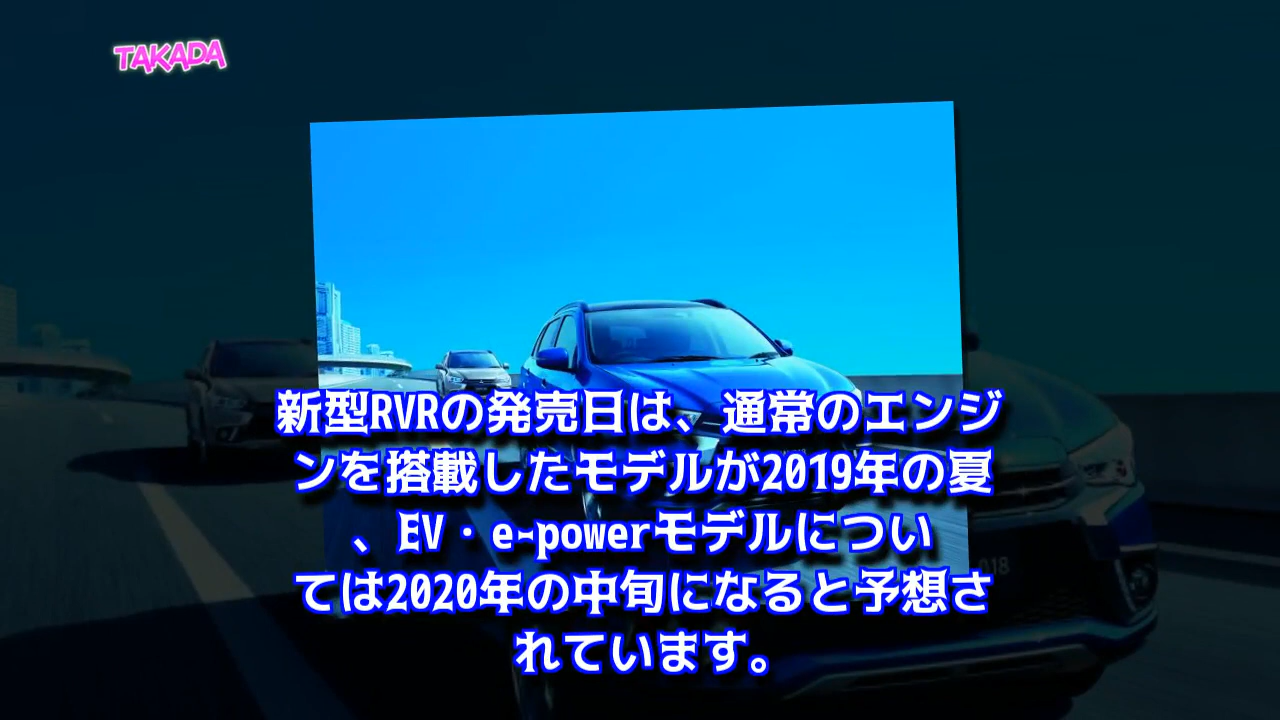 TAKADA
新型RVRの発売日は、通常のエンジ
ンを搭載したモデルが2019年の夏
、EV・e-powerモデルについ
ては2020年の中旬になると予想さ
れています。
018